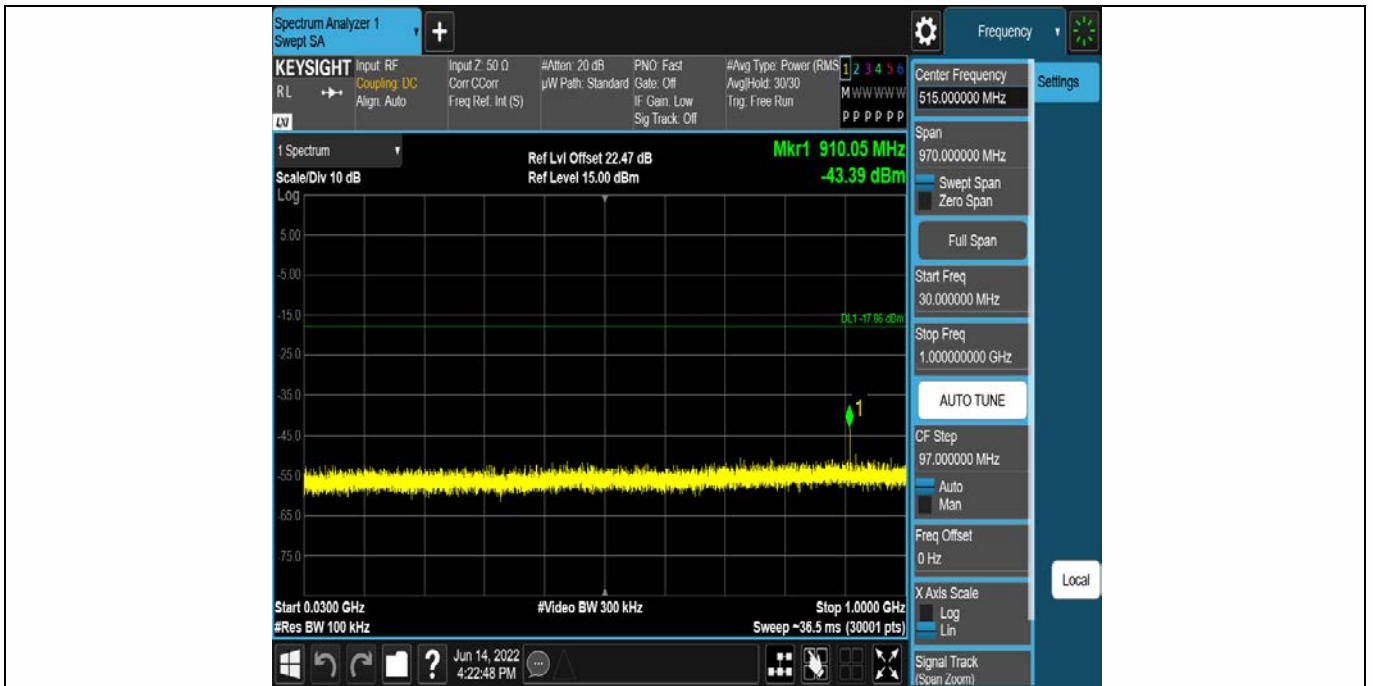 Spectrum Analyzer 1
Swept SA
+
Frequency
KEYSIGHT
RL
LXI
Input: RF
Coupling: DC
Align: Auto
Input Z: 50 Ω
Corr CCorr
Freq Ref: Int (S)
#Atten: 20 dB
µW Path: Standard
PNO: Fast
Gate: Off
IF Gain: Low
Sig Track: Off
#Avg Type: Power (RMS
Avg|Hold: 30/30
Trig: Free Run
1 2 3 4 5 6
M W W W W W
P P P P P P
1 Spectrum
Scale/Div 10 dB
Ref Lvl Offset 22.47 dB
Ref Level 15.00 dBm
Mkr1 910.05 MHz
-43.39 dBm
Log
5.00
-5.00
-15.0
DL1 -17.86 dBm
-25.0
-35.0
1
-45.0
-55.0
-65.0
-75.0
Start 0.0300 GHz
#Video BW 300 kHz
Stop 1.0000 GHz
#Res BW 100 kHz
Sweep ~36.5 ms (30001 pts)
Center Frequency
515.000000 MHz
Settings
Span
970.000000 MHz
Swept Span
Zero Span
Full Span
Start Freq
30.000000 MHz
Stop Freq
1.000000000 GHz
AUTO TUNE
CF Step
97.000000 MHz
Auto
Man
Freq Offset
0 Hz
X Axis Scale
Log
Lin
Local
Signal Track
(Span Zoom)
?
Jun 14, 2022
4:22:48 PM